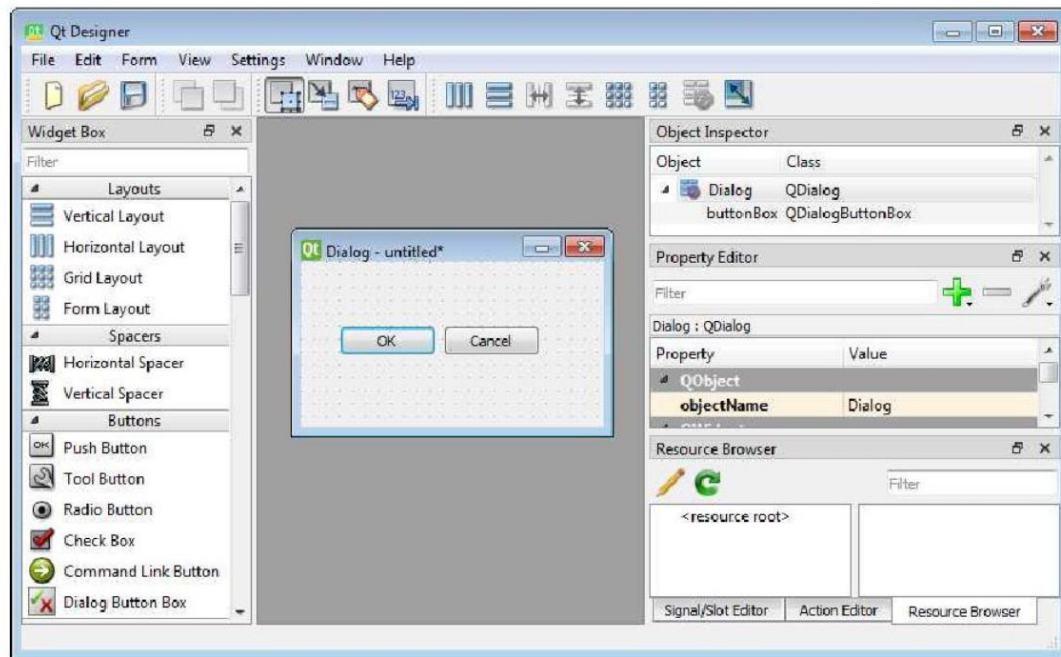 Qt Designer
File Edit Form View Settings Window Help
Widget Box
Filter
Layouts
Vertical Layout
Horizontal Layout
Grid Layout
Form Layout
Spacers
Horizontal Spacer
Vertical Spacer
Buttons
OK Push Button
Tool Button
Radio Button
Check Box
Command Link Button
Dialog Button Box
Qt Dialog - untitled*
OK Cancel
Object Inspector
Object Class
Dialog QDialog
buttonBox QDialogButtonBox
Property Editor
Filter
Dialog : QDialog
Property Value
QObject
objectName Dialog
Resource Browser
Filter
<resource root>
Signal/Slot Editor Action Editor Resource Browser